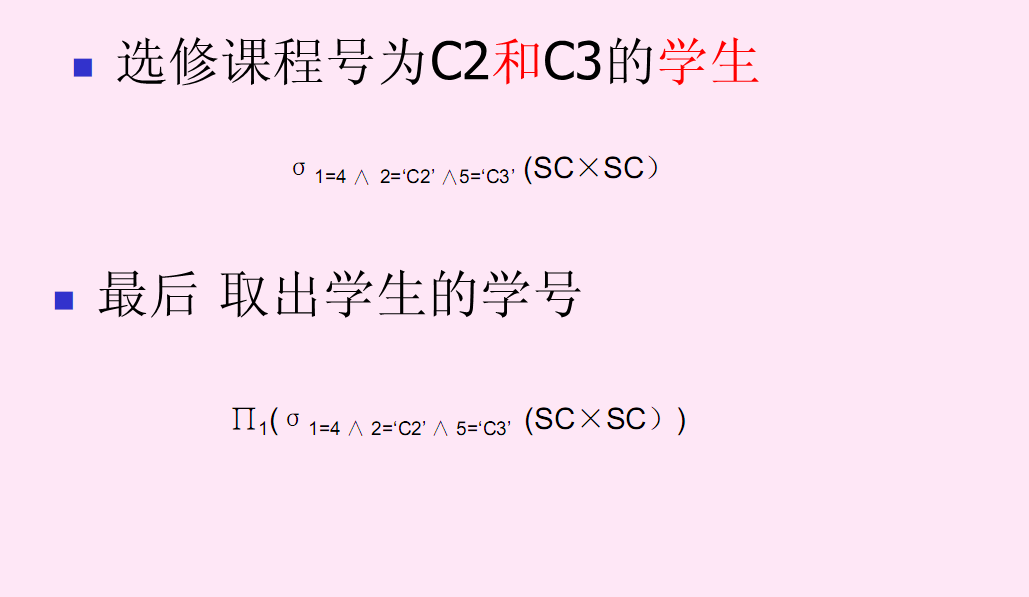 选修课程号为C2和C3的学生
σ 1=4 ∧ 2=‘C2’ ∧5=‘C3’ (SC×SC）
最后 取出学生的学号
∏1(σ 1=4 ∧ 2=‘C2’ ∧ 5=‘C3’ (SC×SC）)